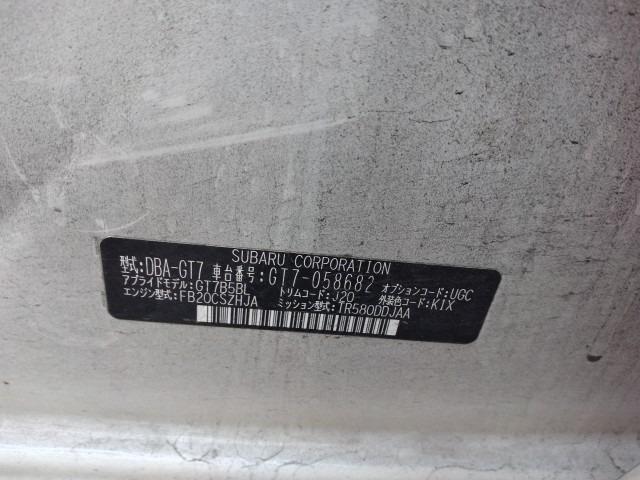 SUBARU CORPORATION
型式:DBA-GT7 車台番号:GT7-058682 オプションコード:UGC
アプライドモデル:GT7B5BL トリムコード:J20 外装色コード:K1X
エンジン型式:FB20CSZHJA ミッション型式:TR580DDJAA